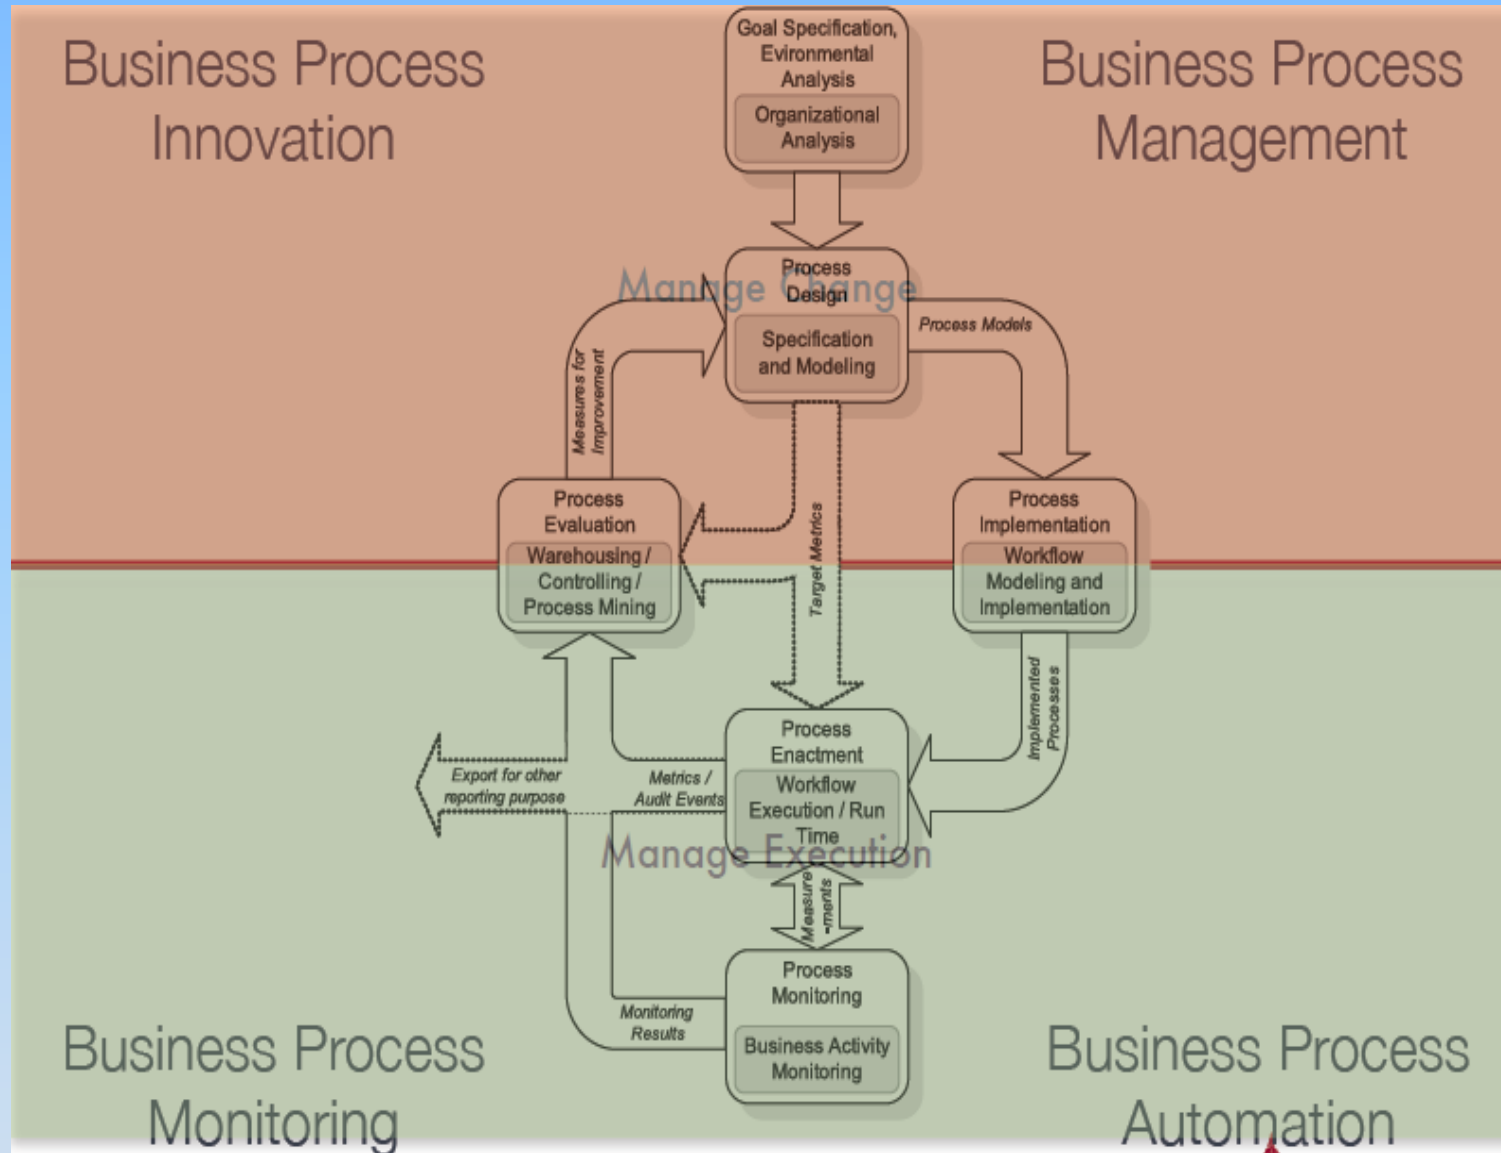 Business Process
Innovation
Goal Specification,
Evironmental
Analysis
Organizational
Analysis
Business Process
Management
Manage Change
Process
Design
Specification
and Modeling
Process Models
Measures for
Improvement
Process
Evaluation
Warehousing /
Controlling /
Process Mining
Target Metrics
Process
Implementation
Workflow
Modeling and
Implementation
Implemented
Processes
Process
Enactment
Workflow
Execution / Run
Time
Export for other
reporting purpose
Metrics /
Audit Events
Manage Execution
Measure
-ments
Process
Monitoring
Business Activity
Monitoring
Monitoring
Results
Business Process
Monitoring
Business Process
Automation